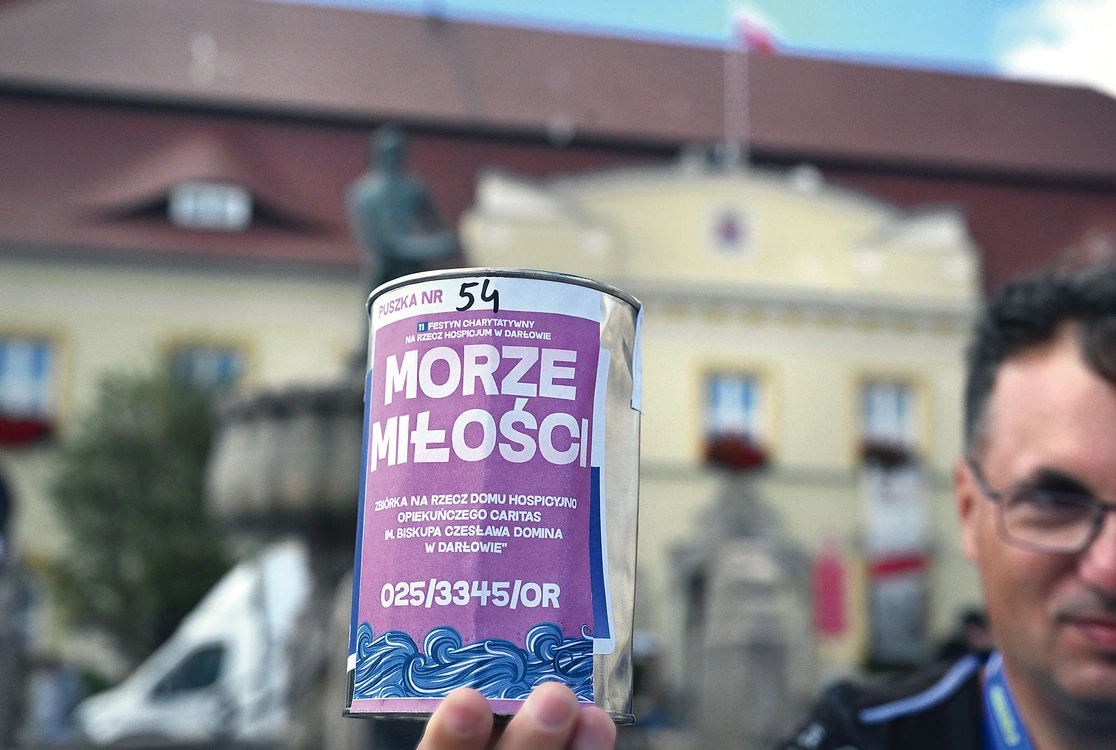 PUSZKA NR 54
11 FESTYN CHARYTATYWNY
NA RZECZ HOSPICJUM W DARŁOWIE
MORZE
MIŁOŚCI
ZBIÓRKA NA RZECZ DOMU HOSPICYJNO
OPIEKUŃCZEGO CARITAS
IM. BISKUPA CZESŁAWA DOMINA
W DARŁOWIE"
025/3345/OR